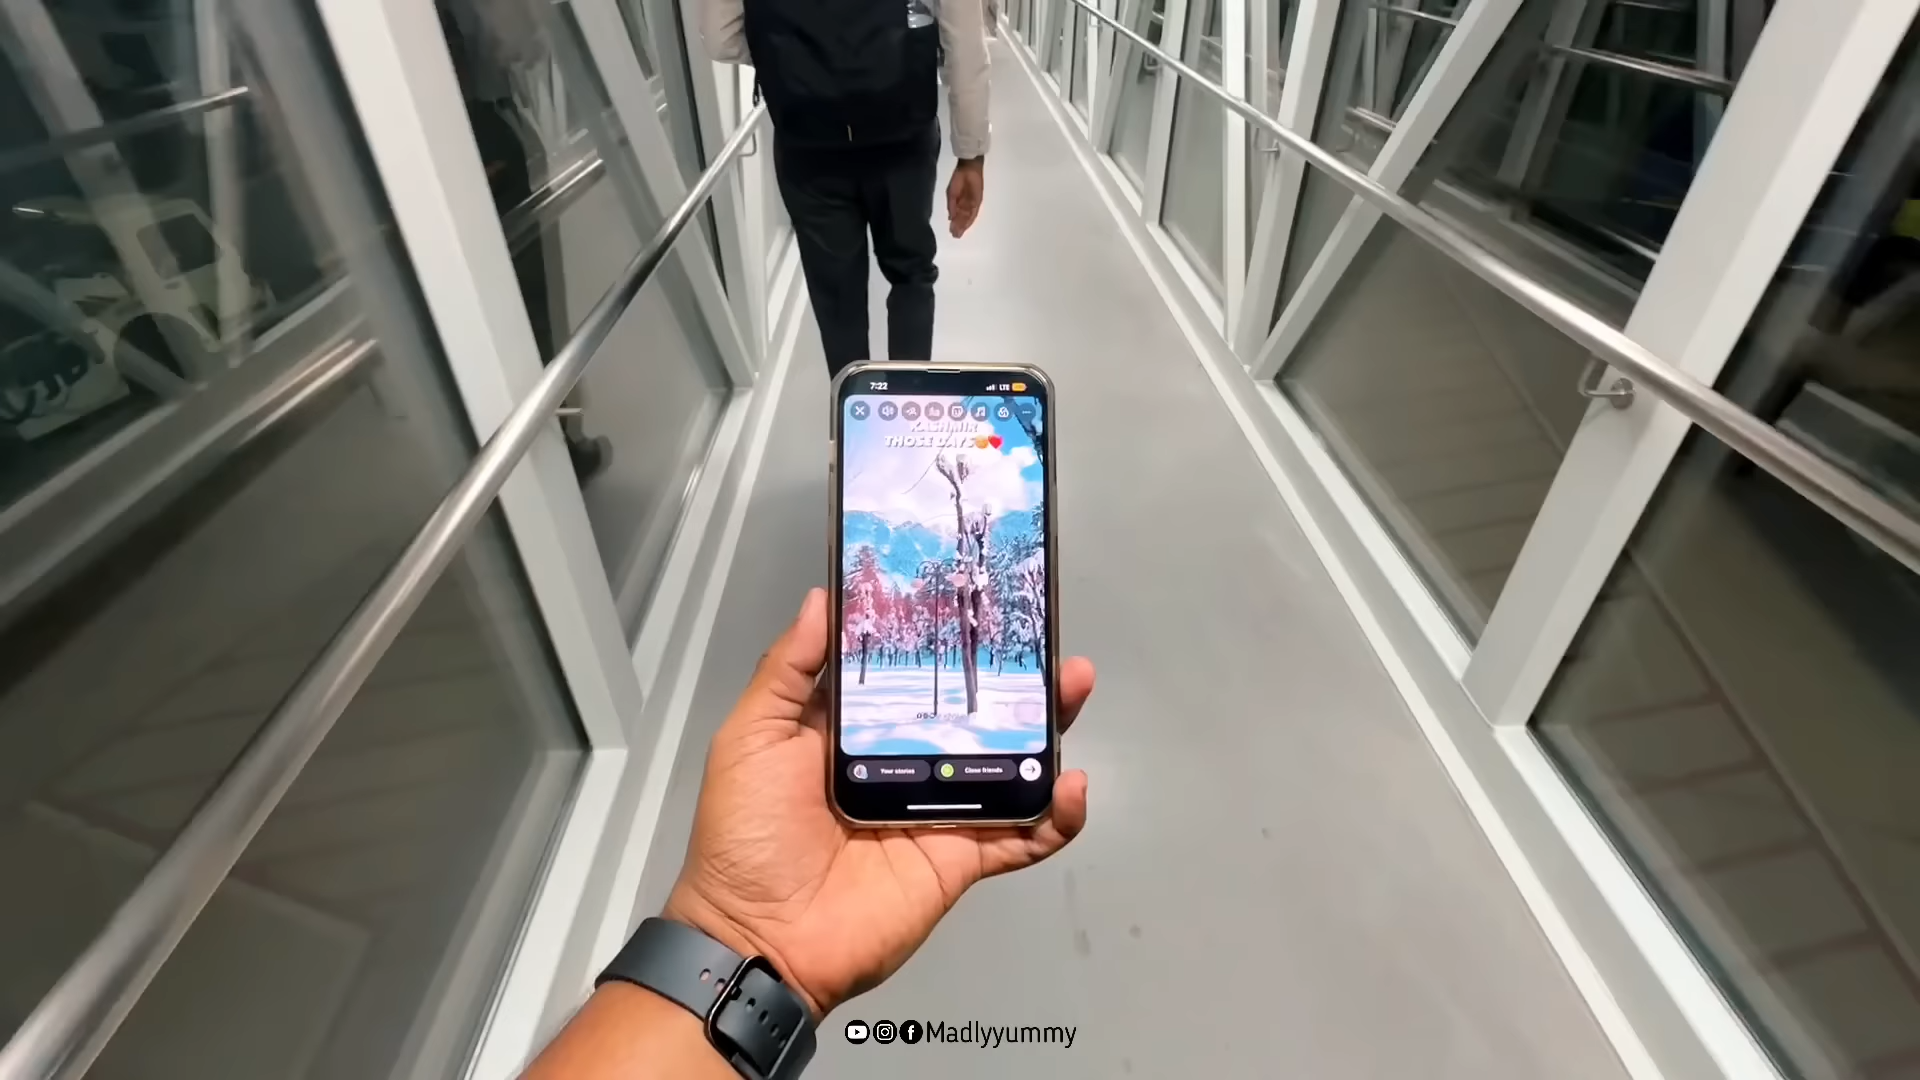 7:22
LTE
KASHMIR
THOSE DAYS🥹❤️
Your stories
Close friends
Madlyyummy